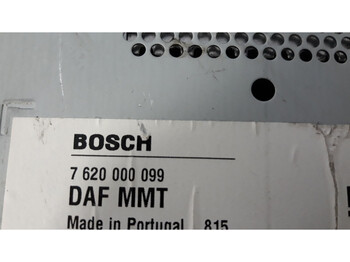 BOSCH
7 620 000 099
DAF MMT
Made in Portugal 815